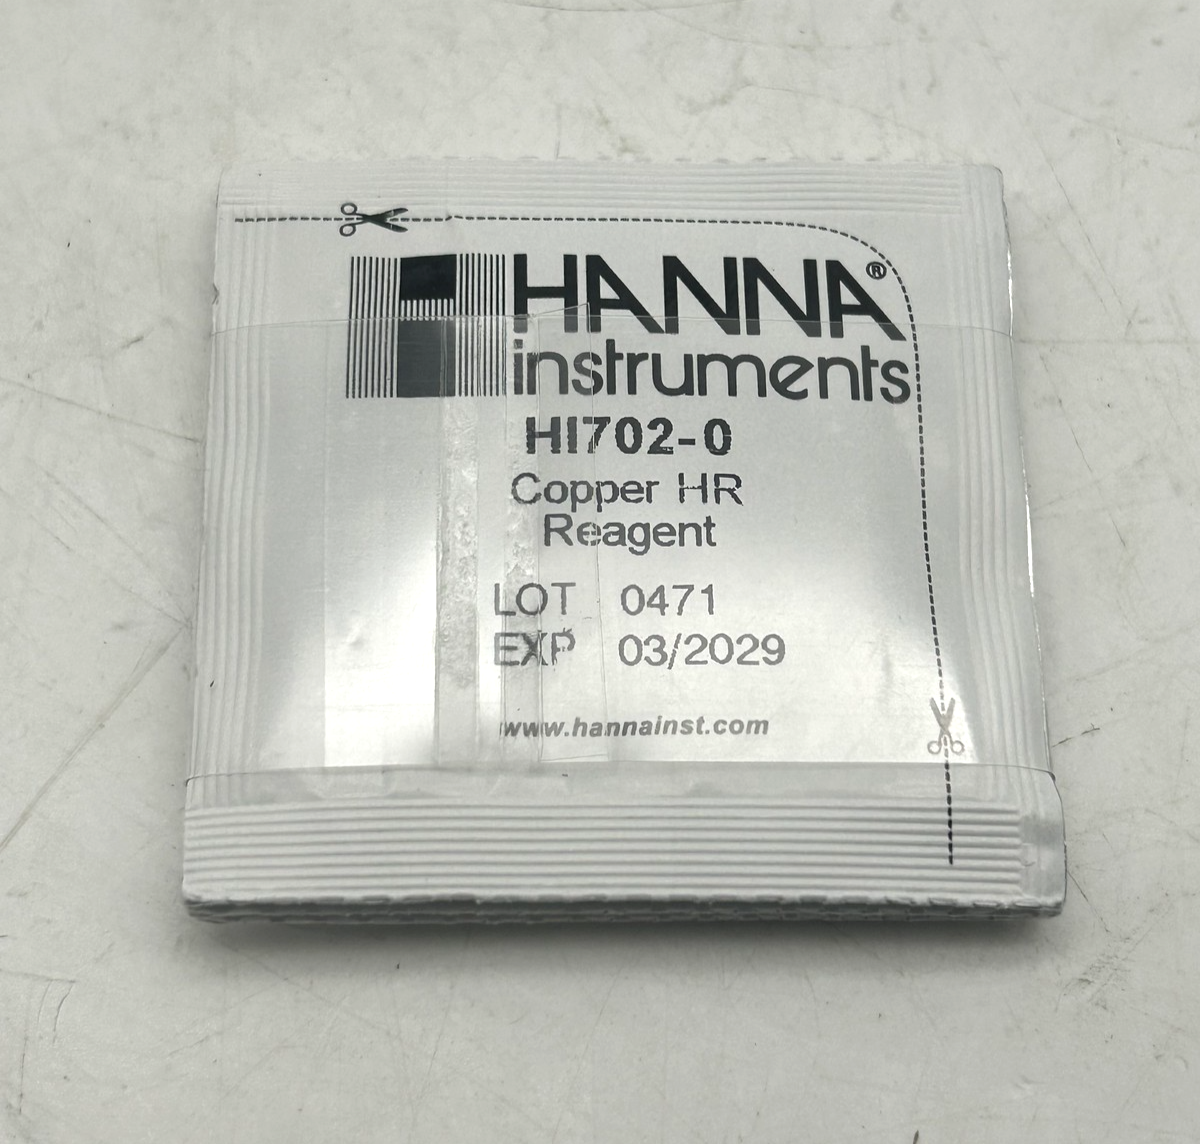 HANNA®
instruments
HI702-0
Copper HR
Reagent
LOT 0471
EXP 03/2029
www.hannainst.com